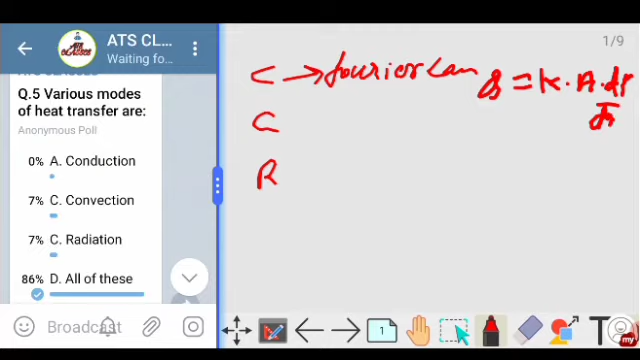 ATS CL...
Waiting fo...
Q.5 Various modes
of heat transfer are:
Anonymous Poll
0% A. Conduction
7% C. Convection
7% C. Radiation
86% D. All of these
Broadcast
1/9
C → fourier Law q = K . A . dt
dx
C
R
1
T
my